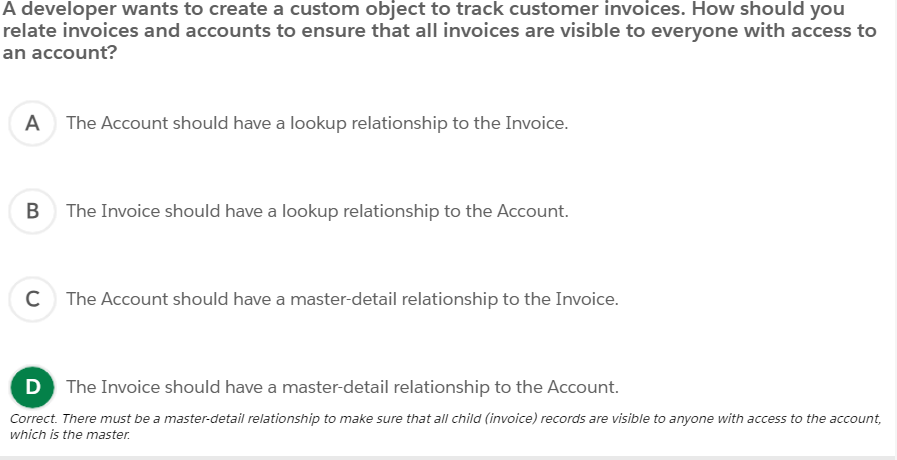 A developer wants to create a custom object to track customer invoices. How should you
relate invoices and accounts to ensure that all invoices are visible to everyone with access to
an account?
A The Account should have a lookup relationship to the Invoice.
B The Invoice should have a lookup relationship to the Account.
C The Account should have a master-detail relationship to the Invoice.
D The Invoice should have a master-detail relationship to the Account.
Correct. There must be a master-detail relationship to make sure that all child (invoice) records are visible to anyone with access to the account,
which is the master.